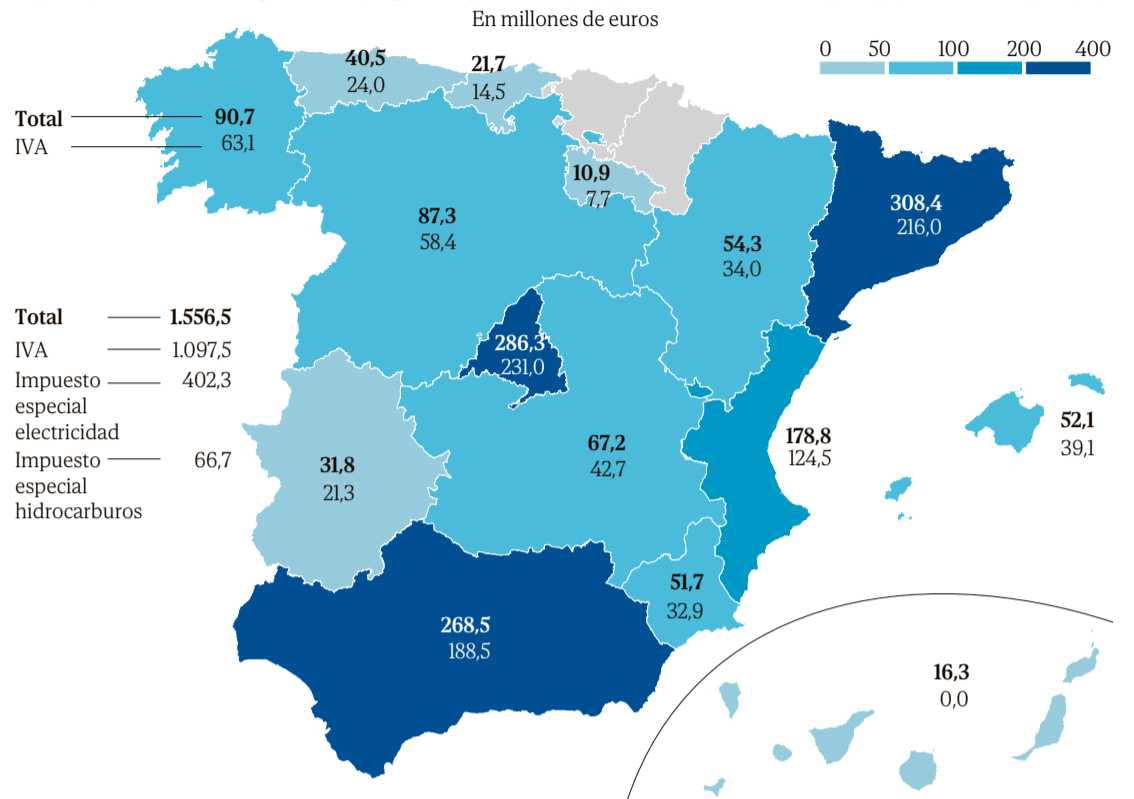 En millones de euros
0 50 100 200 400
40,5
24,0
21,7
14,5
Total
IVA
90,7
63,1
10,9
7,7
87,3
58,4
54,3
34,0
308,4
216,0
Total 1.556,5
IVA 1.097,5
Impuesto 402,3
especial
electricidad
Impuesto 66,7
especial
hidrocarburos
286,3
231,0
67,2
42,7
178,8
124,5
52,1
39,1
31,8
21,3
51,7
32,9
268,5
188,5
16,3
0,0